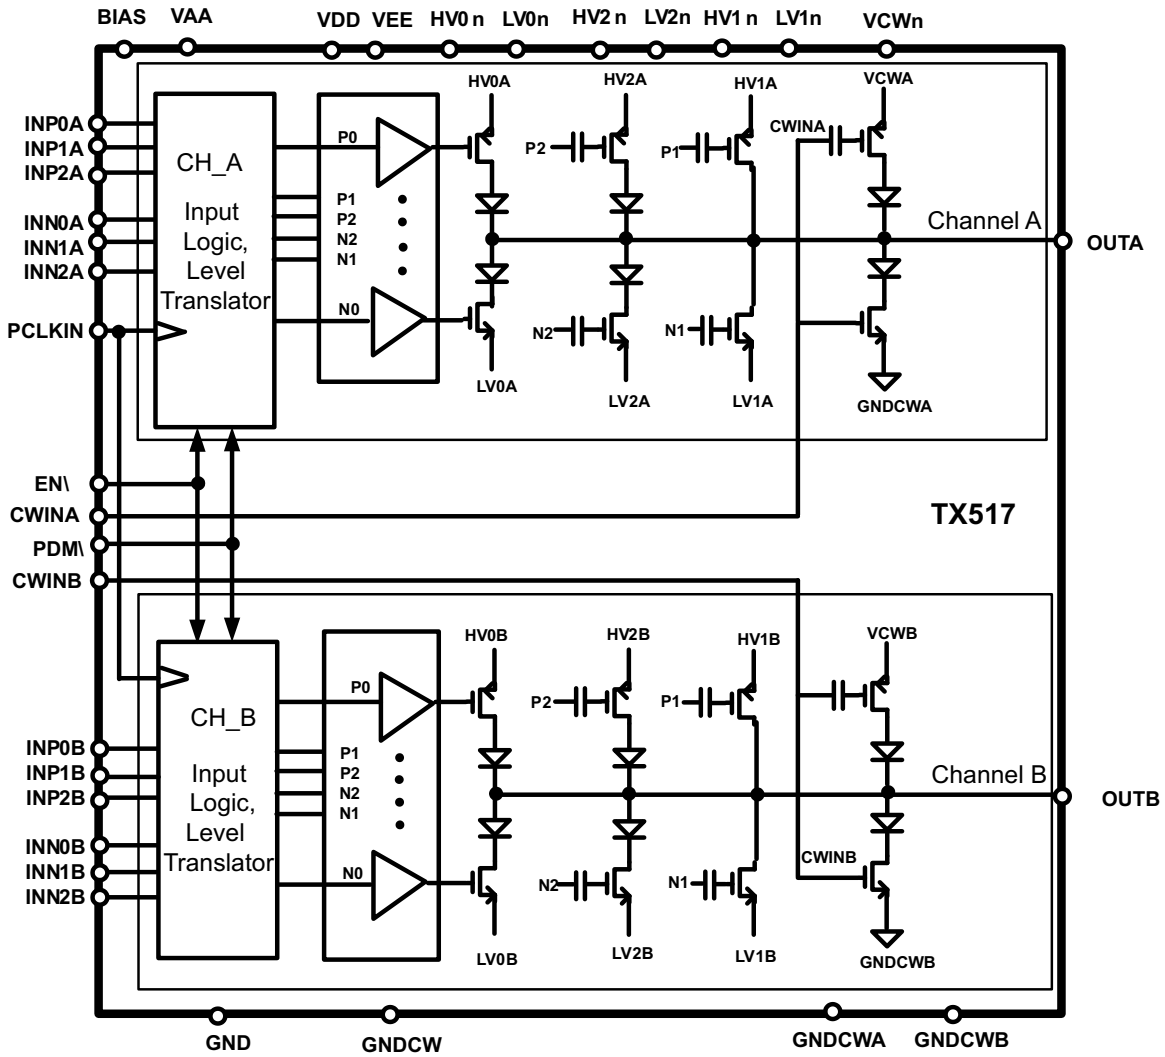 BIAS VAA VDD VEE HV0 n LV0n HV2 n LV2n HV1 n LV1n VCWn
HV0A HV2A HV1A VCWA
INP0A
INP1A
INP2A
INN0A
INN1A
INN2A
PCLKIN
CH_A
Input
Logic,
Level
Translator
P0
P1
P2
N2
N1
N0
P2
P1
CWINA
N2
N1
LV0A LV2A LV1A GNDCWA
Channel A
OUTA
EN\
CWINA
PDM\
CWINB
TX517
HV0B HV2B HV1B VCWB
INP0B
INP1B
INP2B
INN0B
INN1B
INN2B
CH_B
Input
Logic,
Level
Translator
P0
P1
P2
N2
N1
N0
P2
P1
N2
N1
CWINB
LV0B LV2B LV1B GNDCWB
Channel B
OUTB
GND GNDCW GNDCWA GNDCWB